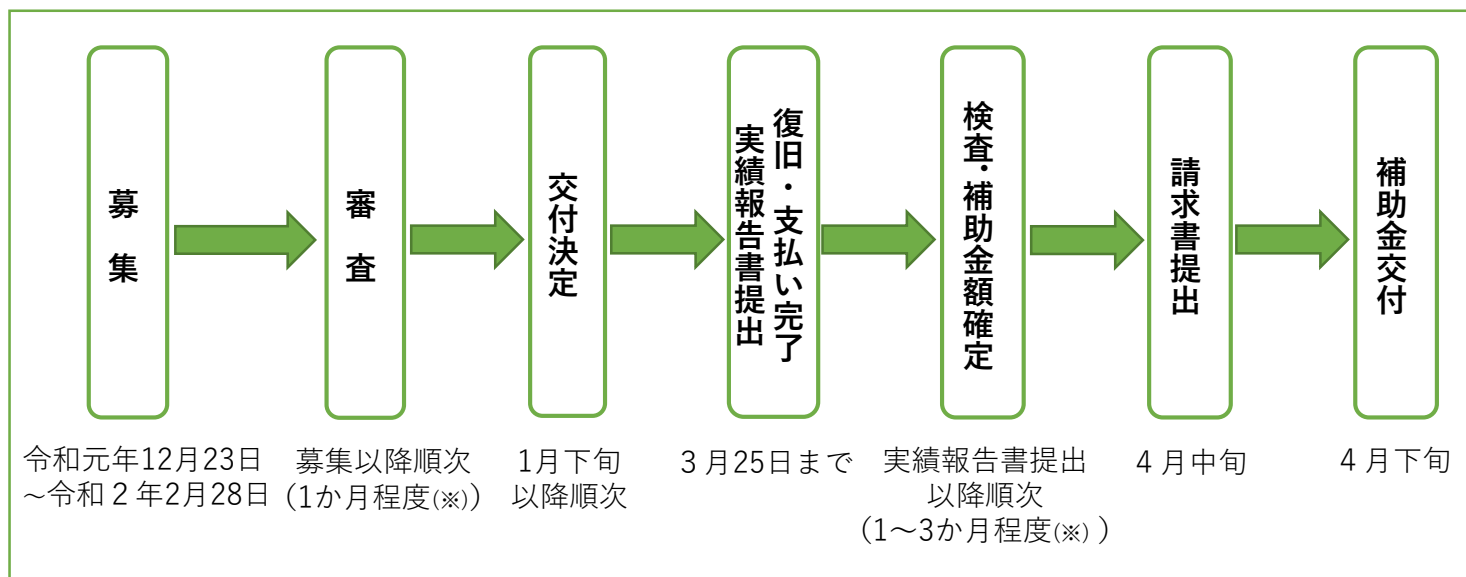 募集
審査
交付決定
復旧・支払い完了
実績報告書提出
検査・補助金額確定
請求書提出
補助金交付
令和元年12月23日
～令和２年2月28日
募集以降順次
(1か月程度(※))
1月下旬
以降順次
３月25日まで
実績報告書提出
以降順次
(1～3か月程度(※) )
４月中旬
４月下旬